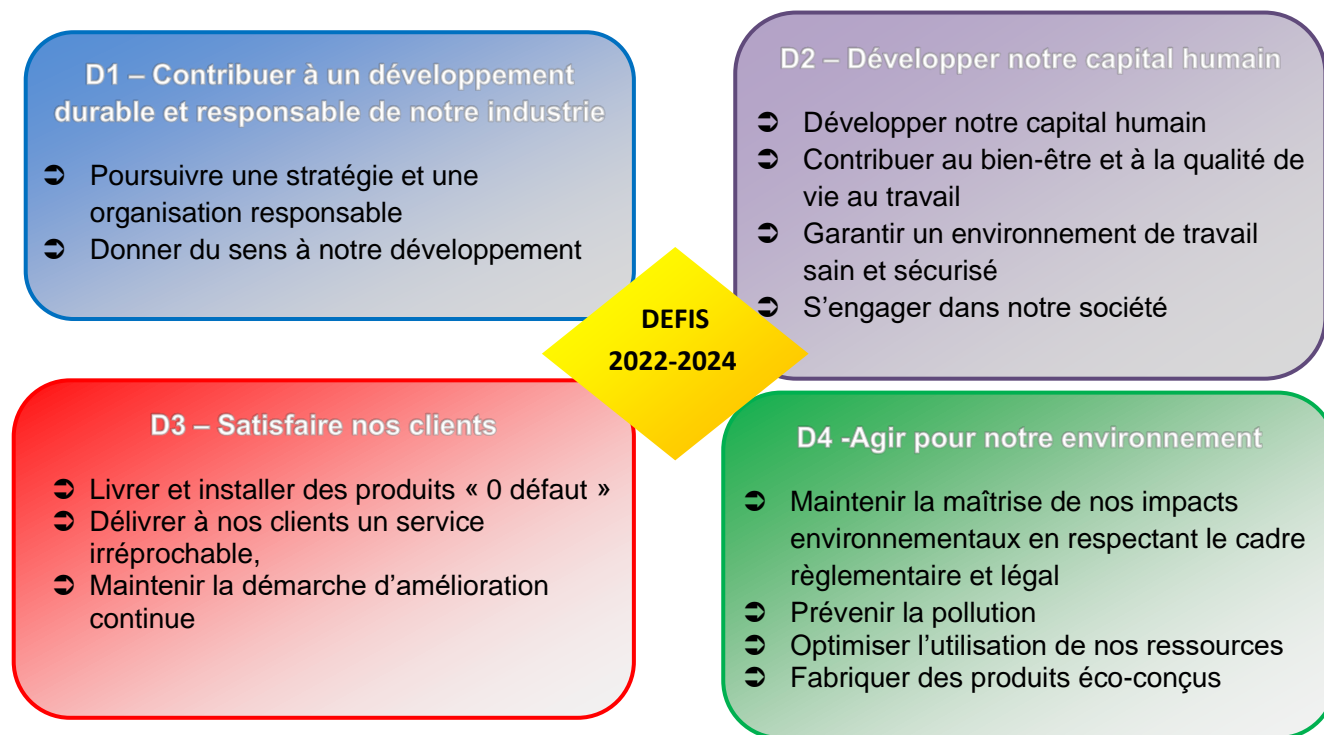 D1 – Contribuer à un développement
durable et responsable de notre industrie
➲ Poursuivre une stratégie et une
organisation responsable
➲ Donner du sens à notre développement
D2 – Développer notre capital humain
➲ Développer notre capital humain
➲ Contribuer au bien-être et à la qualité de
vie au travail
➲ Garantir un environnement de travail
sain et sécurisé
➲ S’engager dans notre société
DEFIS
2022-2024
D3 – Satisfaire nos clients
➲ Livrer et installer des produits « 0 défaut »
➲ Délivrer à nos clients un service
irréprochable,
➲ Maintenir la démarche d’amélioration
continue
D4 -Agir pour notre environnement
➲ Maintenir la maîtrise de nos impacts
environnementaux en respectant le cadre
règlementaire et légal
➲ Prévenir la pollution
➲ Optimiser l’utilisation de nos ressources
➲ Fabriquer des produits éco-conçus